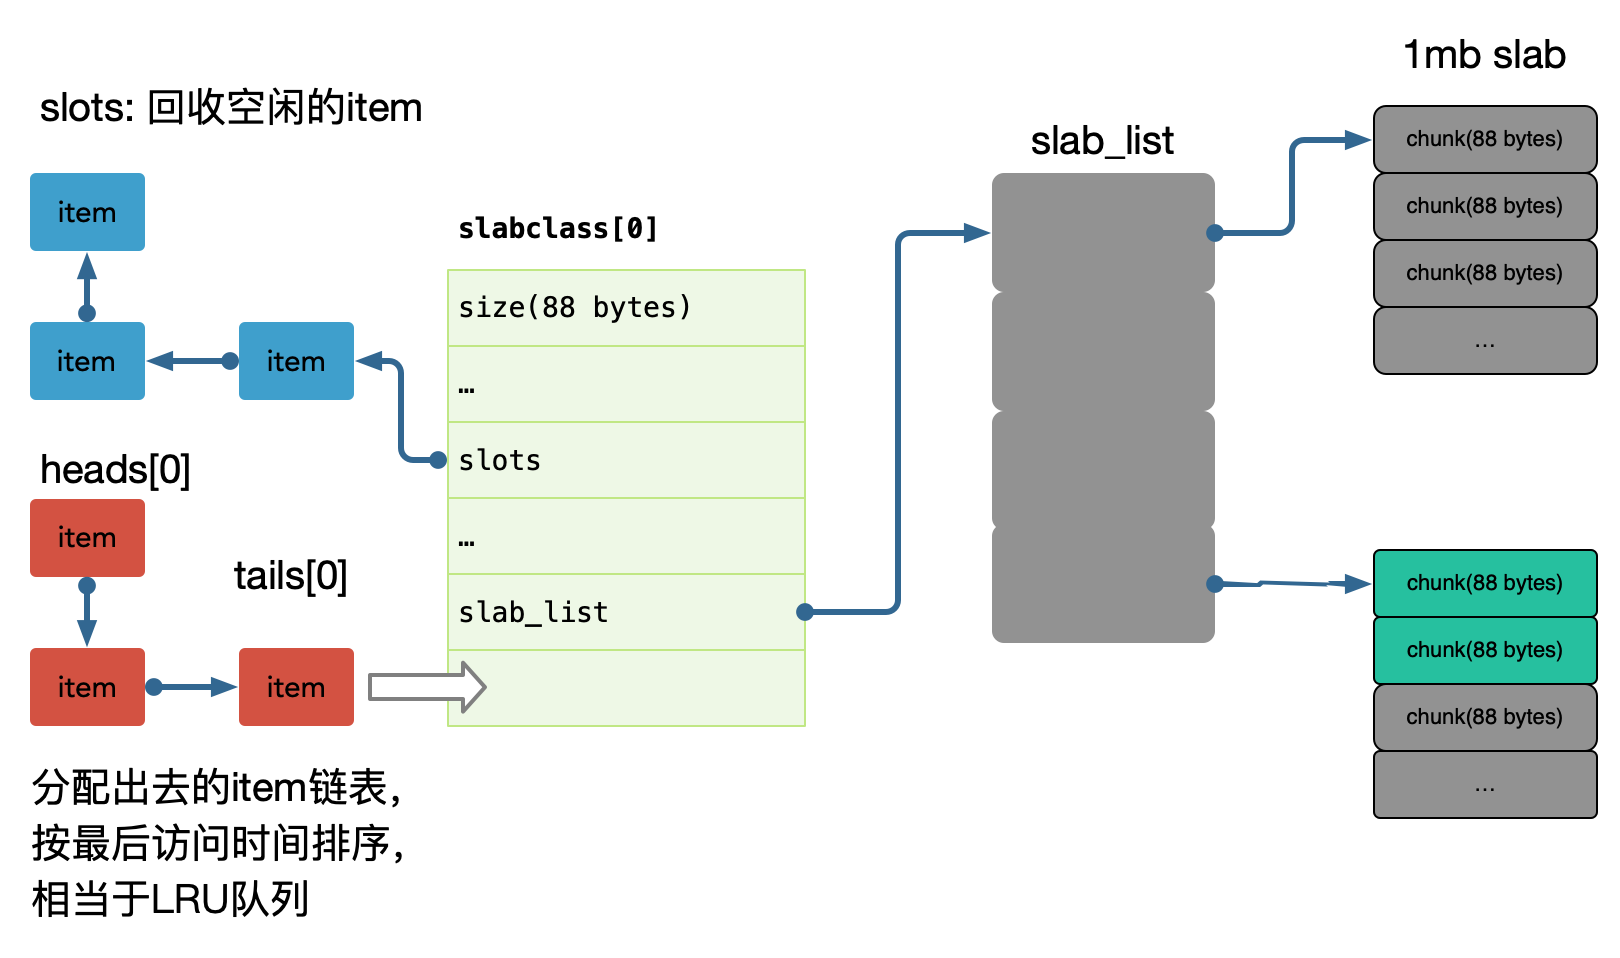 slots: 回收空闲的item
item
item
item
heads[0]
item
tails[0]
item
item
分配出去的item链表,
按最后访问时间排序,
相当于LRU队列
slabclass[0]
size(88 bytes)
…
slots
…
slab_list
slab_list
1mb slab
chunk(88 bytes)
chunk(88 bytes)
chunk(88 bytes)
...
chunk(88 bytes)
chunk(88 bytes)
chunk(88 bytes)
...